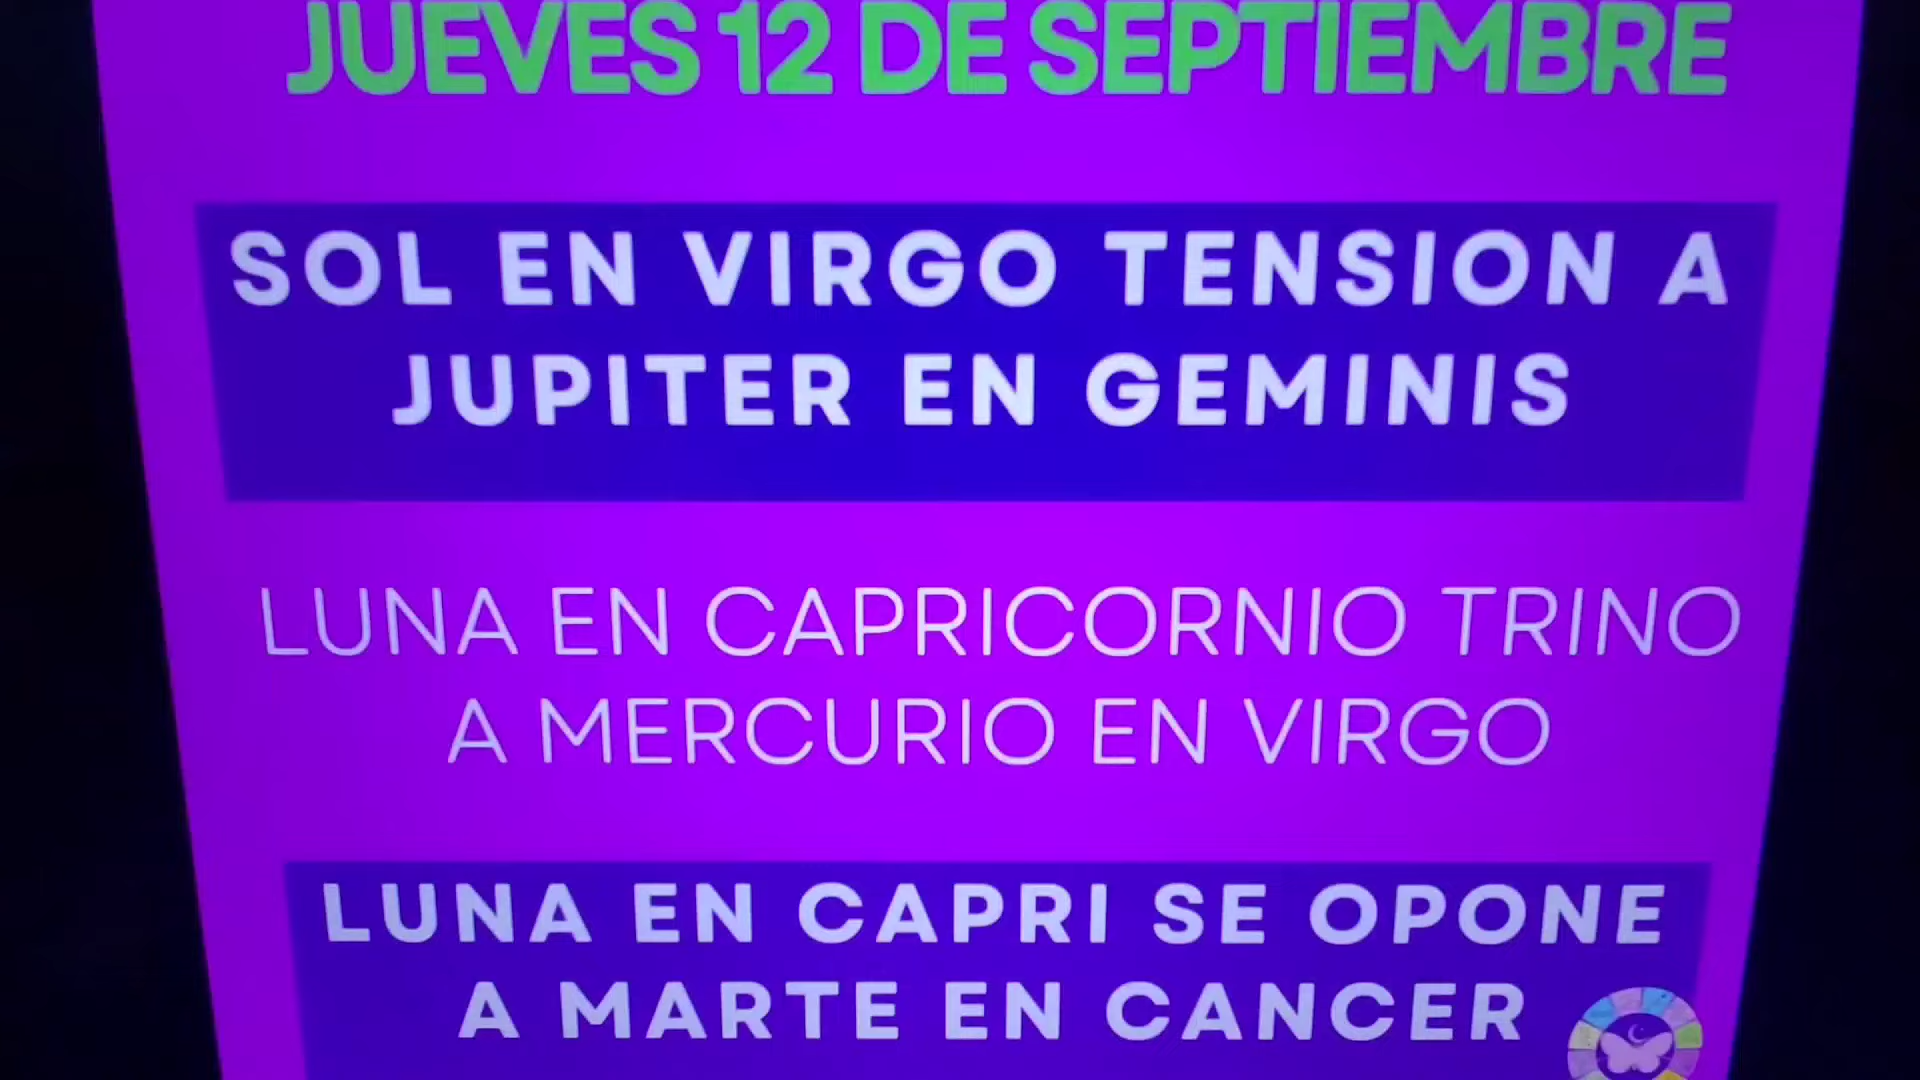 JUEVES 12 DE SEPTIEMBRE
SOL EN VIRGO TENSION A
JUPITER EN GEMINIS
LUNA EN CAPRICORNIO TRINO
A MERCURIO EN VIRGO
LUNA EN CAPRI SE OPONE
A MARTE EN CANCER